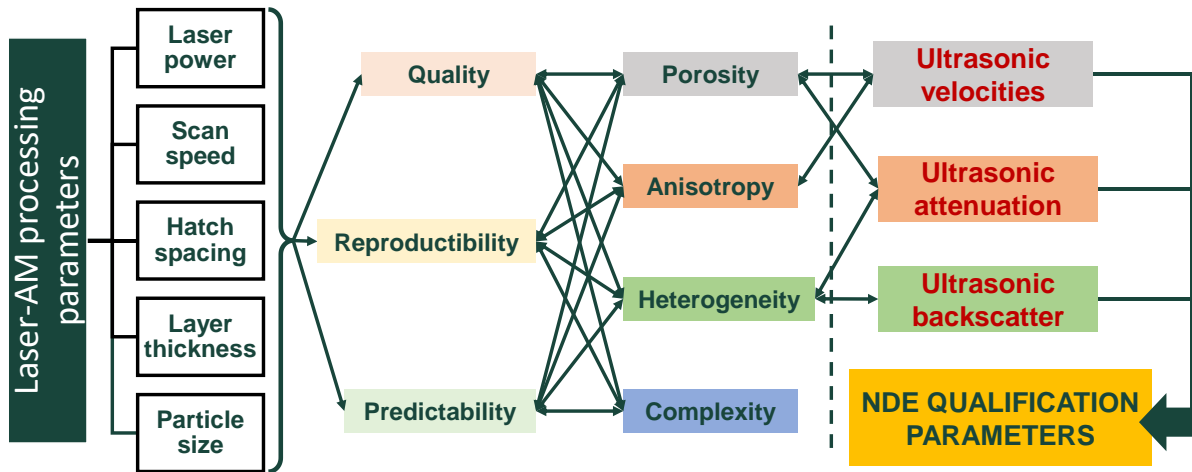 Laser-AM processing
parameters
Laser
power
Scan
speed
Hatch
spacing
Layer
thickness
Particle
size
Quality
Reproductibility
Predictability
Porosity
Anisotropy
Heterogeneity
Complexity
Ultrasonic
velocities
Ultrasonic
attenuation
Ultrasonic
backscatter
NDE QUALIFICATION
PARAMETERS